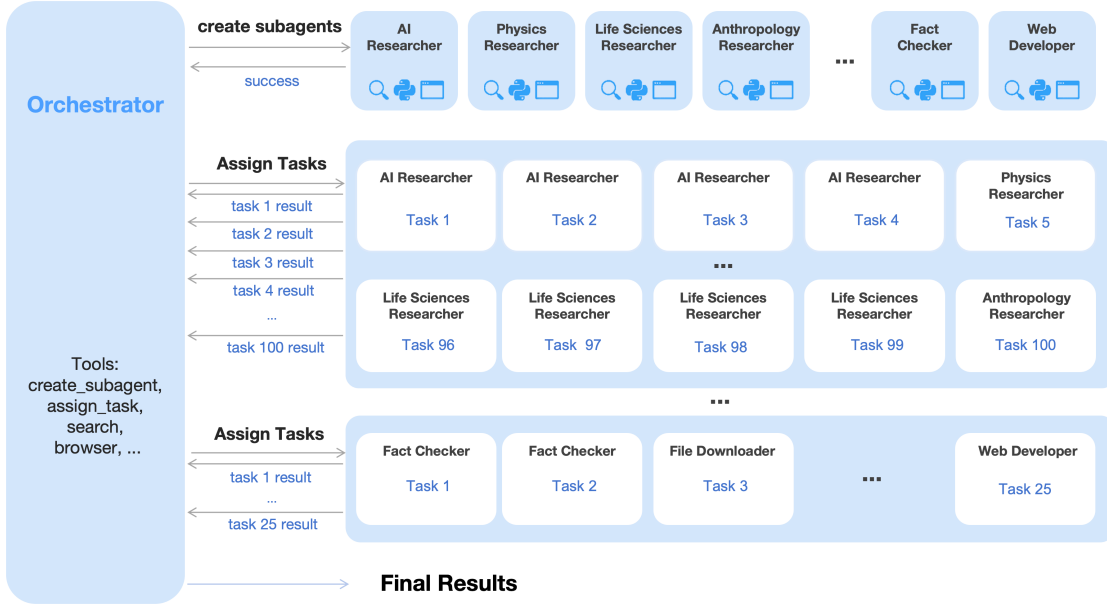 create subagents
success
Orchestrator
Tools:
create_subagent,
assign_task,
search,
browser, ...
AI
Researcher
Physics
Researcher
Life Sciences
Researcher
Anthropology
Researcher
...
Fact
Checker
Web
Developer
Assign Tasks
task 1 result
task 2 result
task 3 result
task 4 result
...
task 100 result
AI Researcher
Task 1
AI Researcher
Task 2
AI Researcher
Task 3
AI Researcher
Task 4
Physics
Researcher
Task 5
...
Life Sciences
Researcher
Task 96
Life Sciences
Researcher
Task 97
Life Sciences
Researcher
Task 98
Life Sciences
Researcher
Task 99
Anthropology
Researcher
Task 100
...
Assign Tasks
task 1 result
...
task 25 result
Fact Checker
Task 1
Fact Checker
Task 2
File Downloader
Task 3
...
Web Developer
Task 25
Final Results